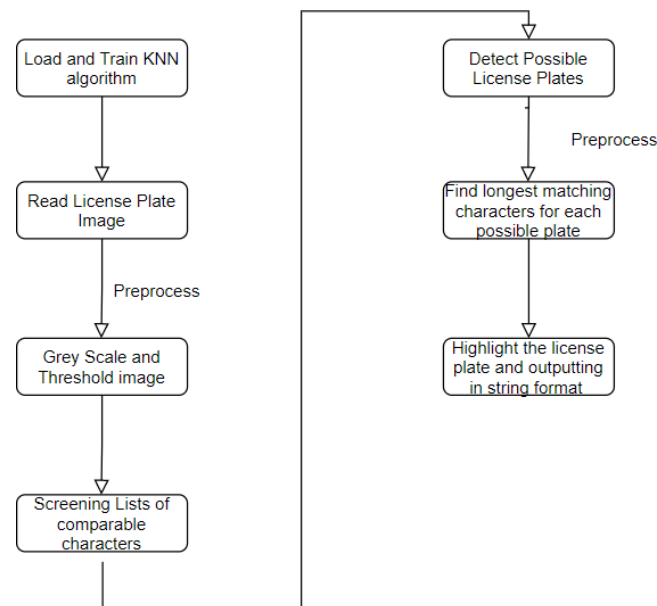 Load and Train KNN
algorithm
Read License Plate
Image
Preprocess
Grey Scale and
Threshold image
Screening Lists of
comparable
characters
Detect Possible
License Plates
Preprocess
Find longest matching
characters for each
possible plate
Highlight the license
plate and outputting
in string format